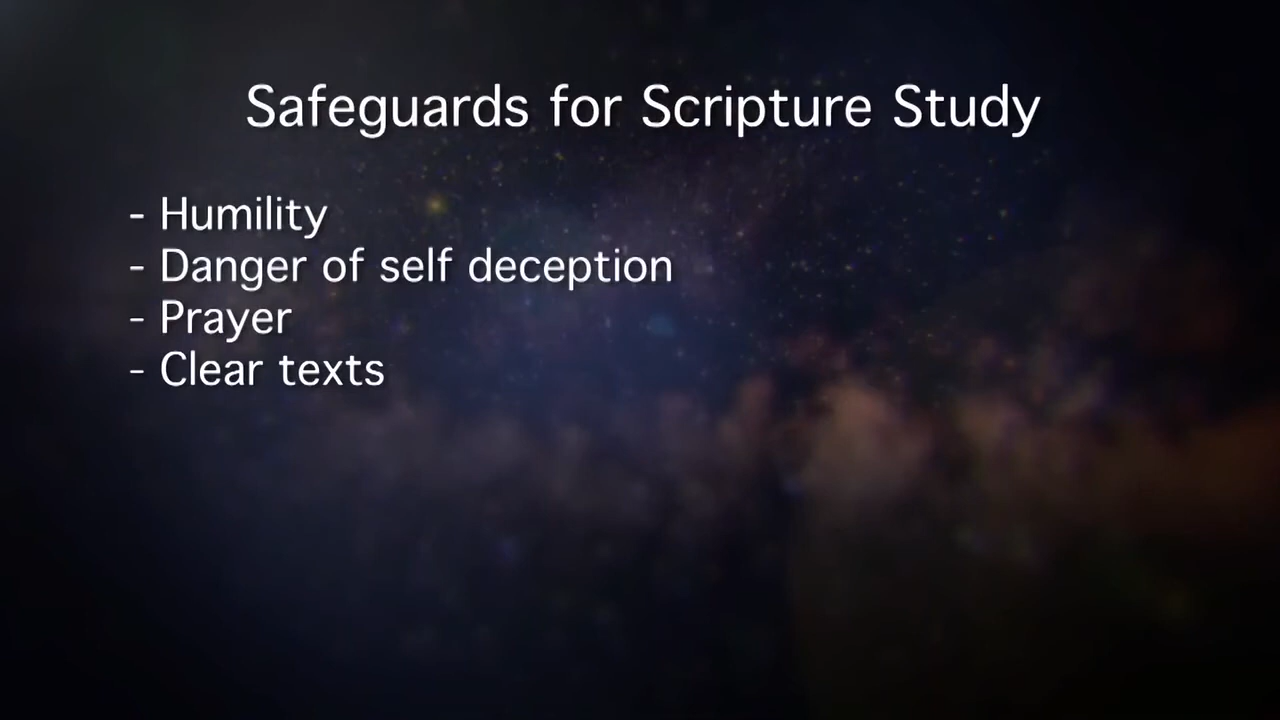 Safeguards for Scripture Study
- Humility
- Danger of self deception
- Prayer
- Clear texts